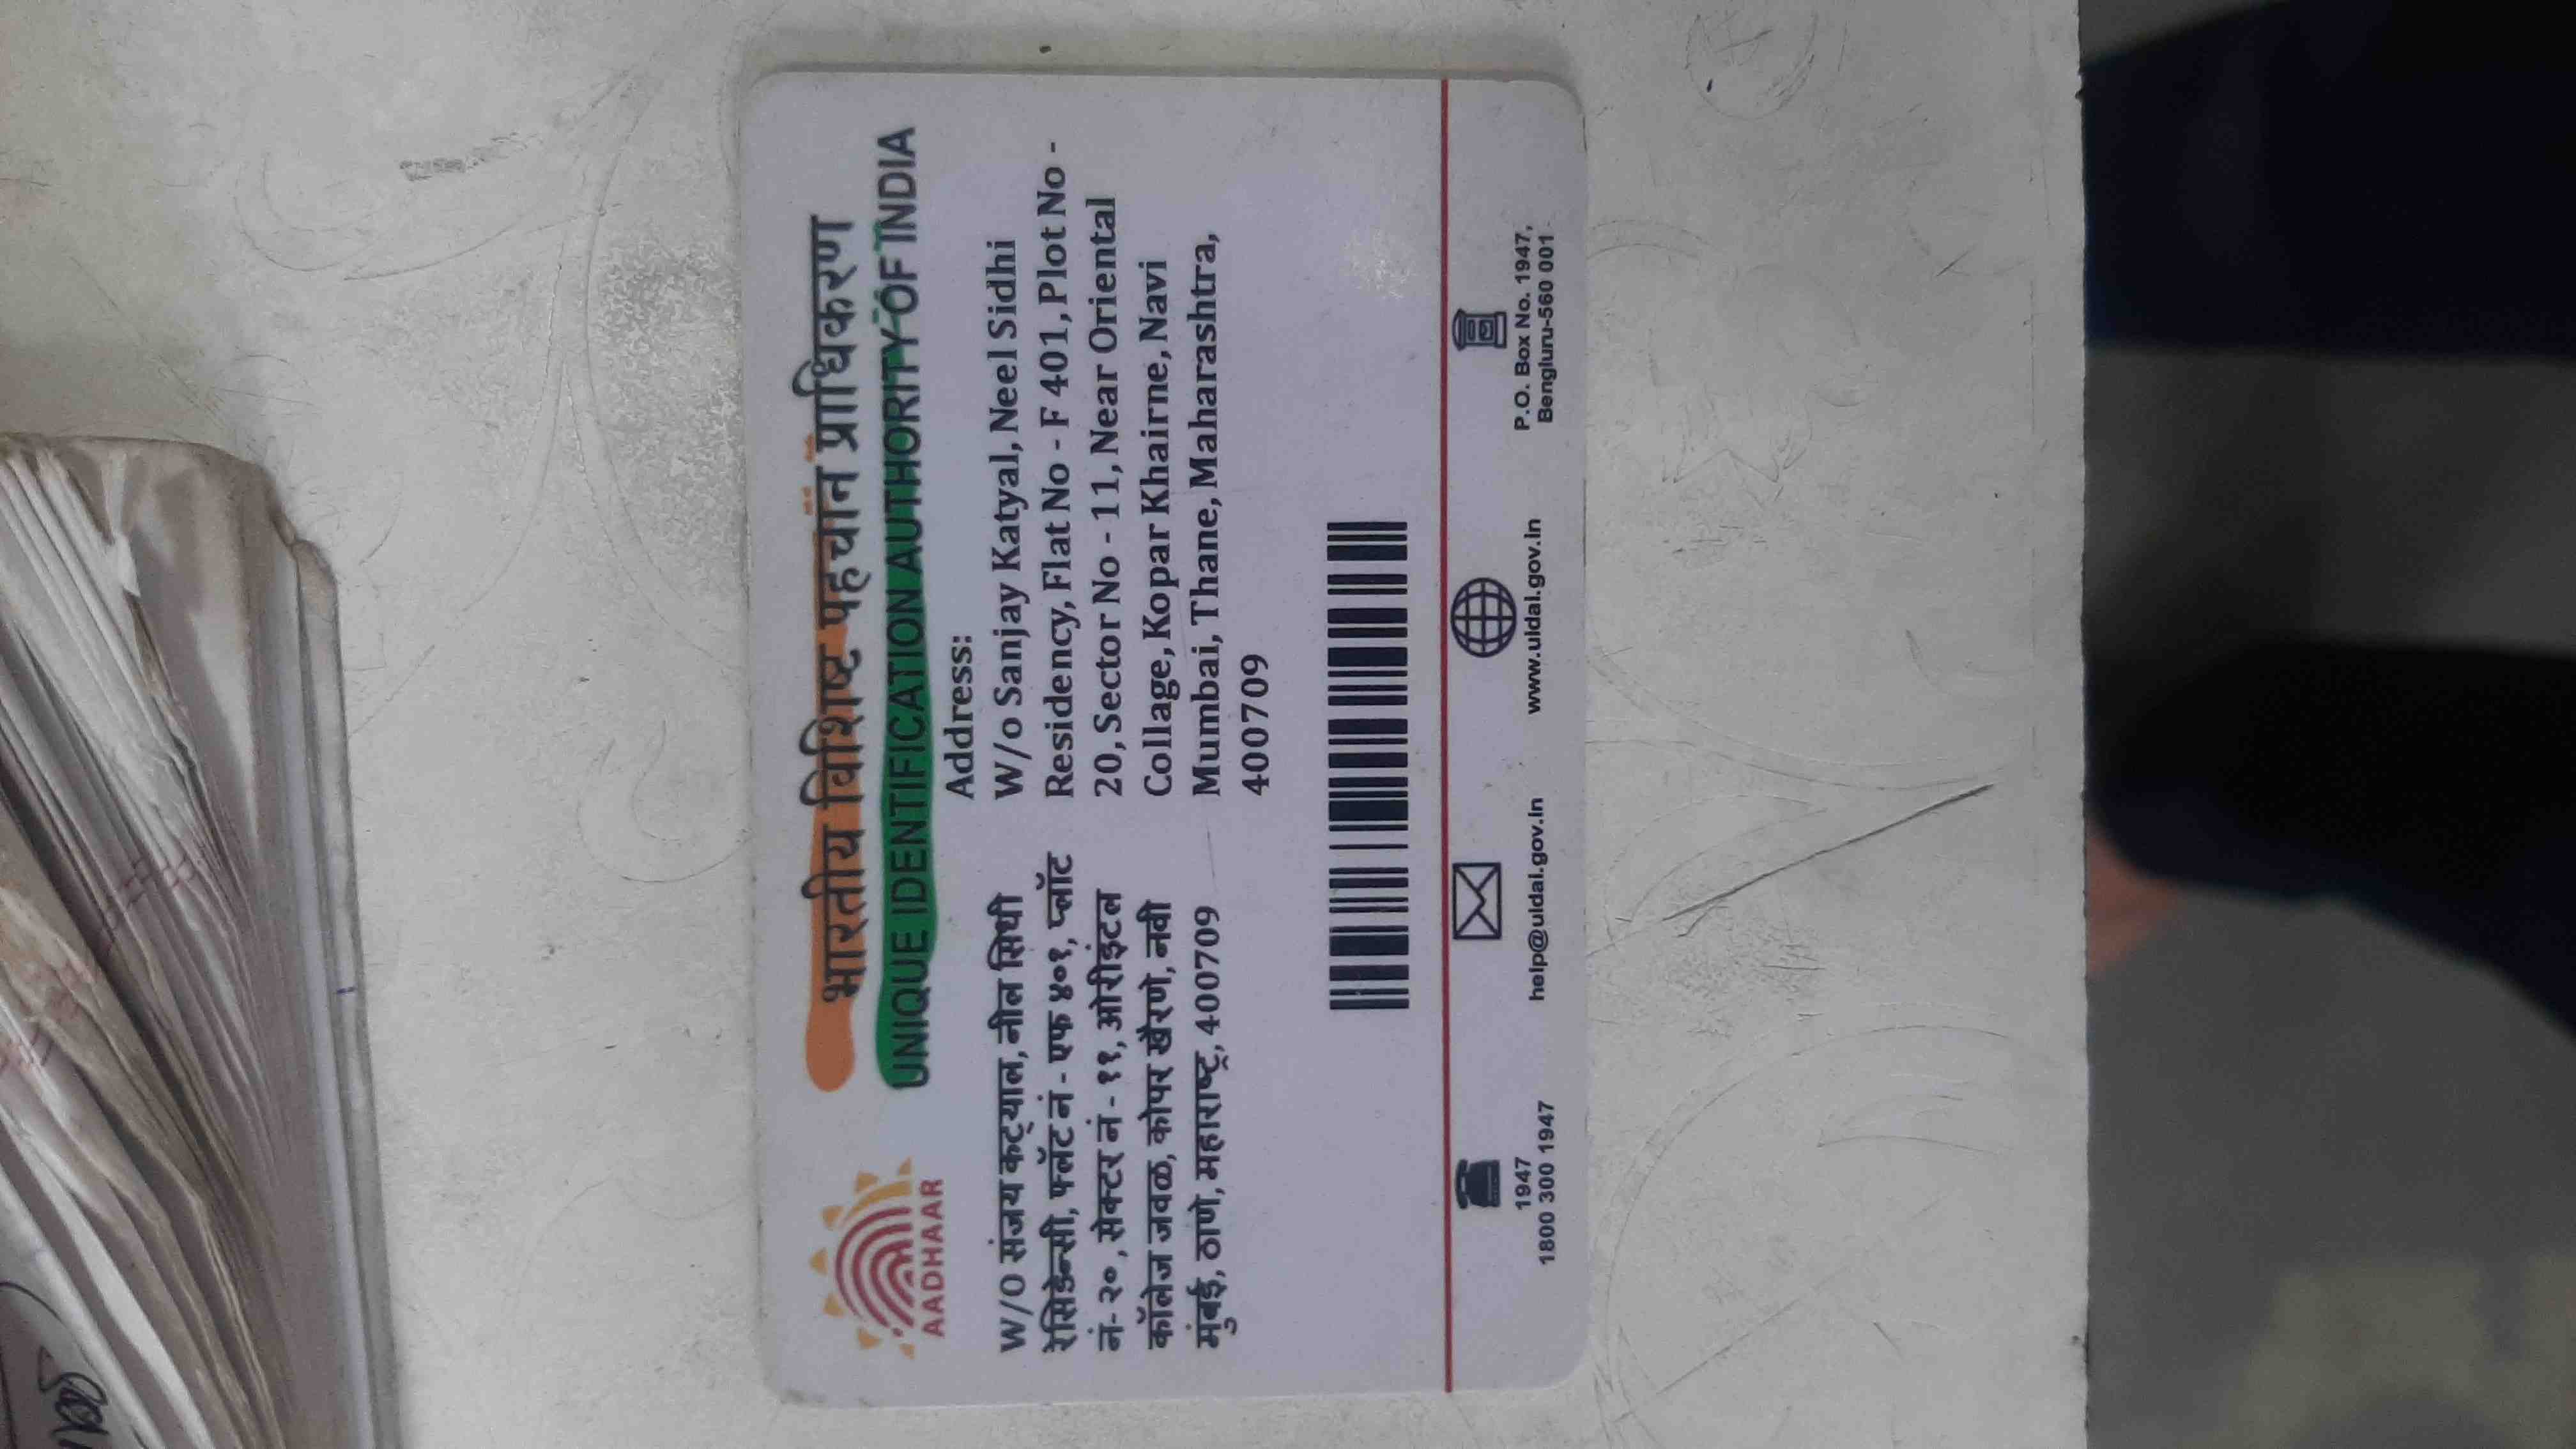 भारतीय विशिष्ट पहचान प्राधिकरण
UNIQUE IDENTIFICATION AUTHORITY OF INDIA
AADHAAR
W/O संजय कट्याल, नील सिधी
रेसिडेन्सी, फ्लॅट नं - एफ ४०१, प्लॉट
नं- २०, सेक्टर नं - ११, ओरीइंटल
कॉलेज जवळ, कोपर खैरणे, नवी
मुंबई, ठाणे, महाराष्ट्र, 400709
Address:
W/o Sanjay Katyal, Neel Sidhi
Residency, Flat No - F 401, Plot No -
20, Sector No - 11, Near Oriental
Collage, Kopar Khairne, Navi
Mumbai, Thane, Maharashtra,
400709
1947
1800 300 1947
help@uidai.gov.in
www.uidai.gov.in
P.O. Box No. 1947,
Bengluru-560 001